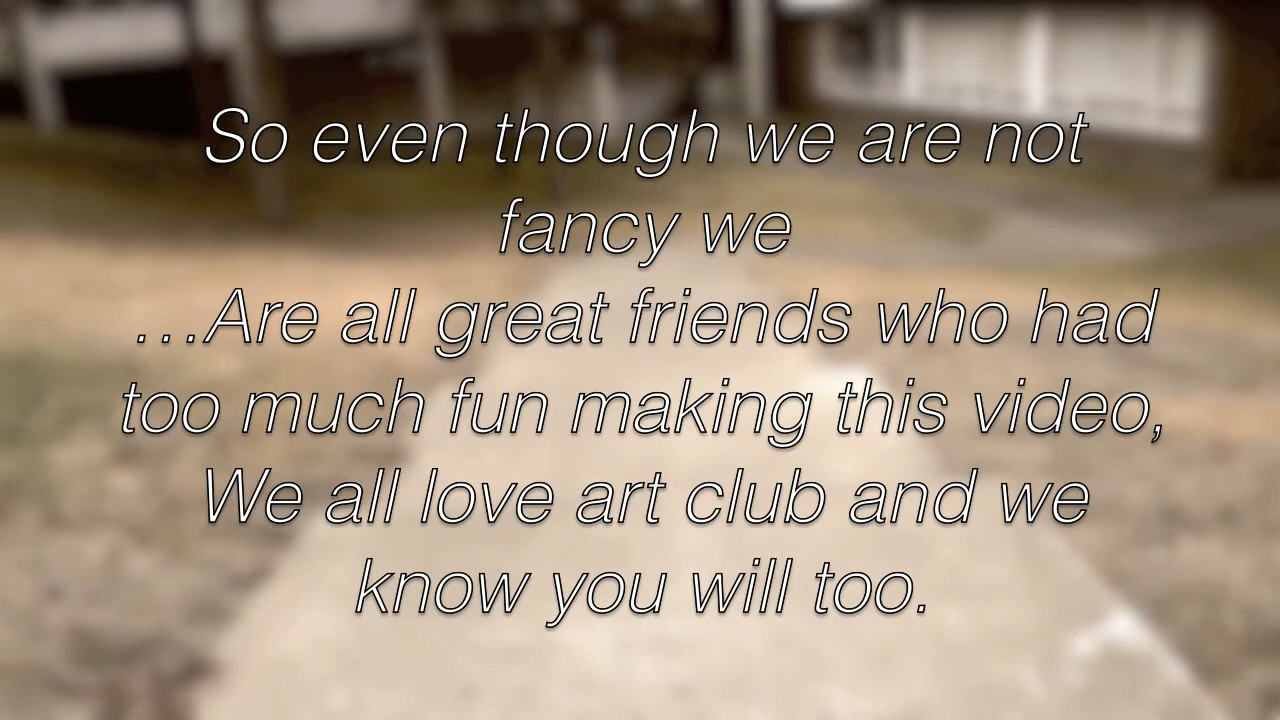 So even though we are not
fancy we
...Are all great friends who had
too much fun making this video,
We all love art club and we
know you will too.